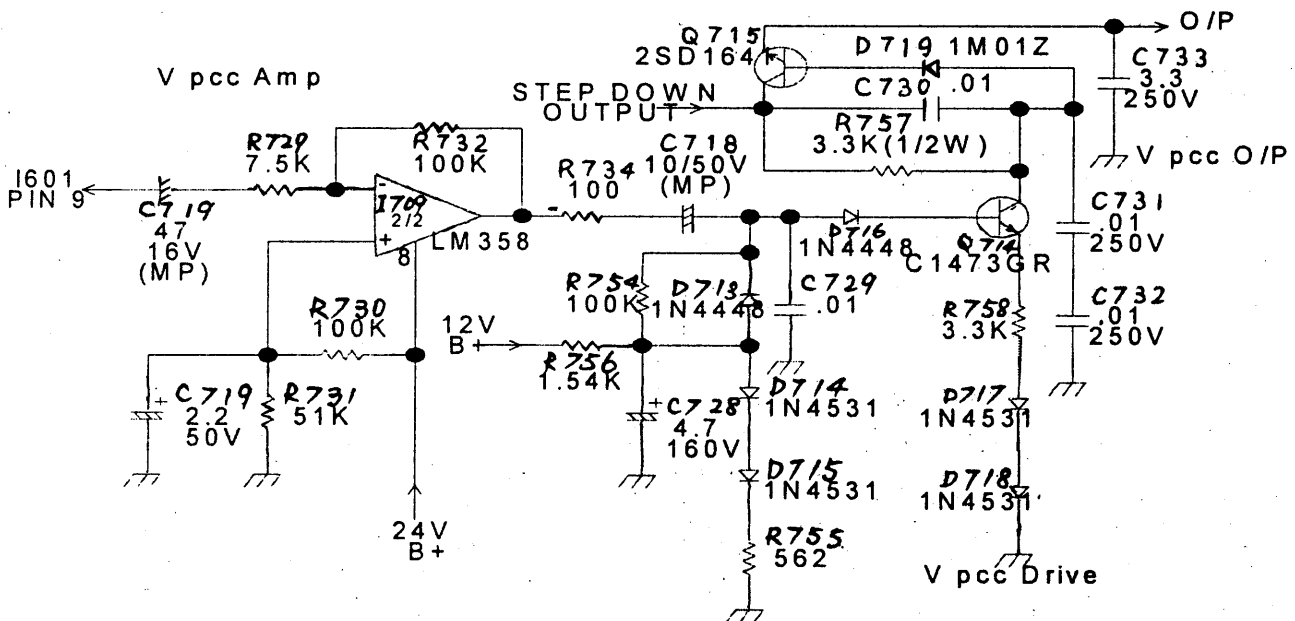 Q715
2SD164
D719 1M01Z
O/P
C733
3.3
250V
V pcc Amp
C730 .01
STEP DOWN
OUTPUT
R757
3.3K(1/2W)
V pcc O/P
R729
7.5K
R732
100K
C718
10/50V
(MP)
R734
100
I601
PIN 9
C719
47
16V
(MP)
-
I709
2/2
+
8
LM358
-
D716
1N4448
Q714
C1473GR
C731
.01
250V
R754
100K
D713
1N4448
C729
.01
R730
100K
12V
B+
R756
1.54K
R758
3.3K
C732
.01
250V
+
C719
2.2
50V
R731
51K
+
C728
4.7
160V
D714
1N4531
D717
1N4531
D715
1N4531
D718
1N4531
24V
B+
R755
562
V pcc Drive